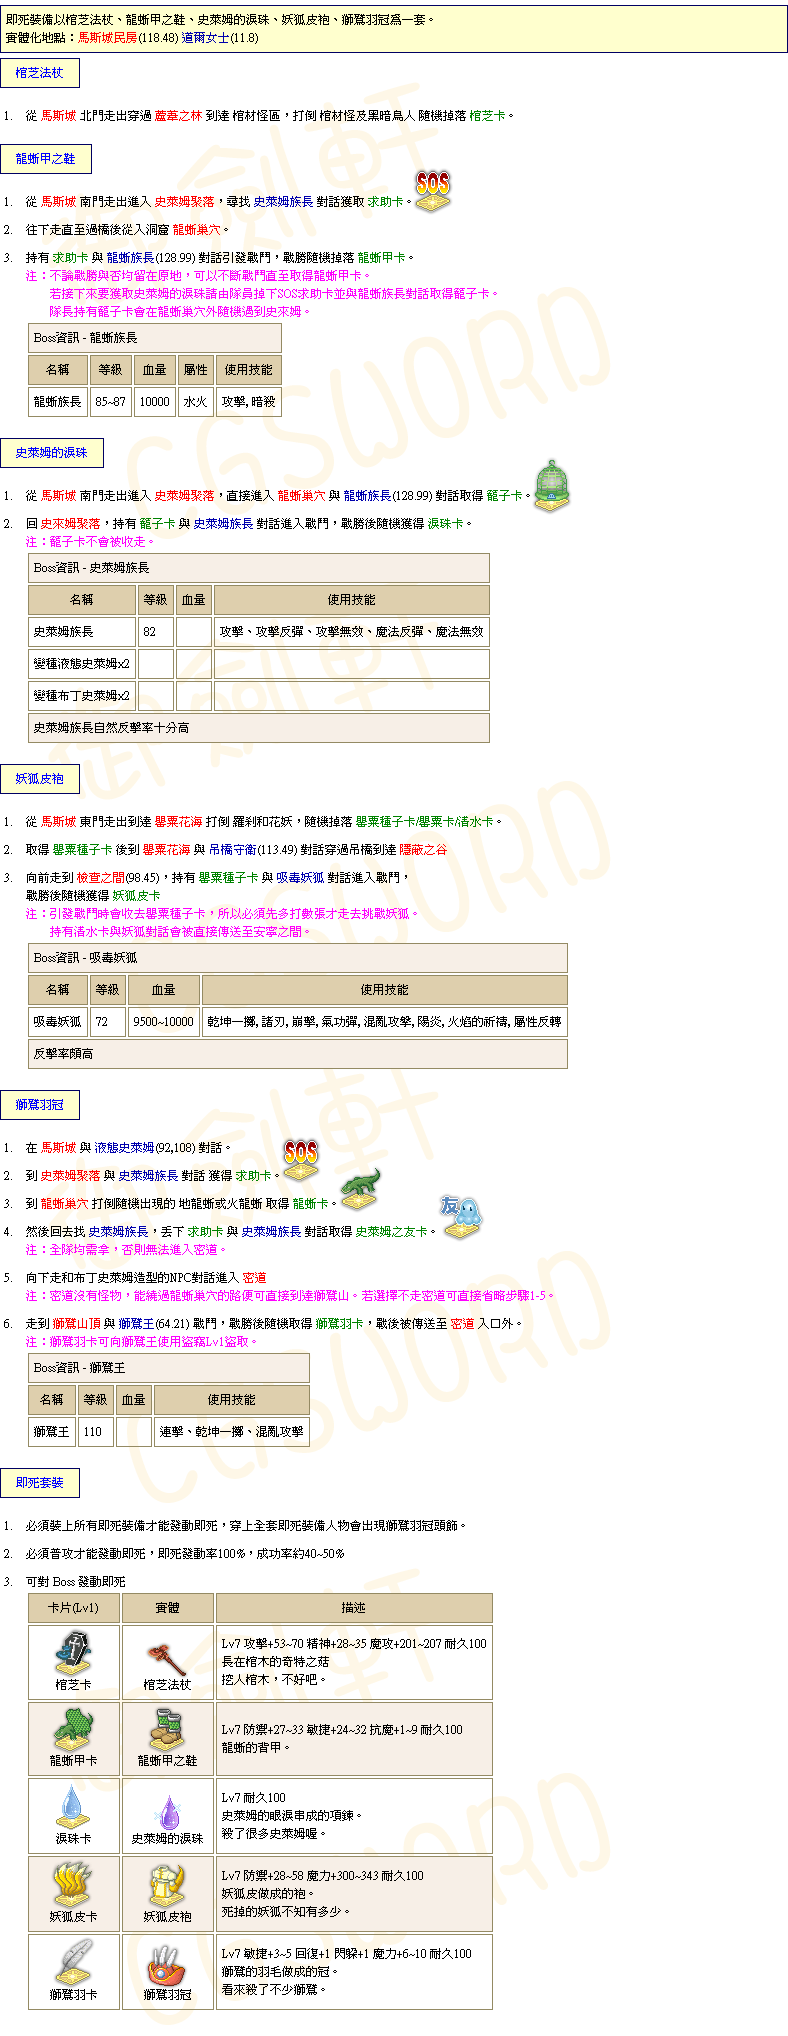 即死裝備以棺芝法杖、龍蜥甲之鞋、史萊姆的淚珠、妖狐皮袍、獅鷲羽冠爲一套。
實體化地點：馬斯城民房(118.48) 道爾女士(11.8)
棺芝法杖
1. 從 馬斯城 北門走出穿過 蘆葦之林 到達 棺材怪區，打倒 棺材怪及黑暗鳥人 隨機掉落 棺芝卡。
龍蜥甲之鞋
1. 從 馬斯城 南門走出進入 史萊姆聚落，尋找 史萊姆族長 對話獲取 求助卡。 SOS
2. 往下走直至過橋後從入洞窟 龍蜥巢穴。
3. 持有 求助卡 與 龍蜥族長(128.99) 對話引發戰鬥，戰勝隨機掉落 龍蜥甲卡。
注：不論戰勝與否均留在原地，可以不斷戰鬥直至取得龍蜥甲卡。
若接下來要獲取史萊姆的淚珠請由隊員掉下SOS求助卡並與龍蜥族長對話取得籠子卡。
隊長持有籠子卡會在龍蜥巢穴外隨機遇到史來姆。
Boss資訊 - 龍蜥族長
名稱 等級 血量 屬性 使用技能
龍蜥族長 85~87 10000 水火 攻擊, 暗殺
史萊姆的淚珠
1. 從 馬斯城 南門走出進入 史萊姆聚落，直接進入 龍蜥巢穴 與 龍蜥族長(128.99) 對話取得 籠子卡。
2. 回 史來姆聚落，持有 籠子卡 與 史萊姆族長 對話進入戰鬥，戰勝後隨機獲得 淚珠卡。
注：籠子卡不會被收走。
Boss資訊 - 史萊姆族長
名稱 等級 血量 使用技能
史萊姆族長 82 攻擊、攻擊反彈、攻擊無效、魔法反彈、魔法無效
變種液態史萊姆x2
變種布丁史萊姆x2
史萊姆族長自然反擊率十分高
妖狐皮袍
1. 從 馬斯城 東門走出到達 罌粟花海 打倒 羅剎和花妖，隨機掉落 罌粟種子卡/罌粟卡/渃水卡。
2. 取得 罌粟種子卡 後到 罌粟花海 與 吊橋守衛(113.49) 對話穿過吊橋到達 隱蔽之谷
3. 向前走到 檢查之間(98.45)，持有 罌粟種子卡 與 吸毒妖狐 對話進入戰鬥，
戰勝後隨機獲得 妖狐皮卡
注：引發戰鬥時會收去罌粟種子卡，所以必須先多打數張才走去挑戰妖狐。
持有渃水卡與妖狐對話會被直接傳送至安寧之間。
Boss資訊 - 吸毒妖狐
名稱 等級 血量 使用技能
吸毒妖狐 72 9500~10000 乾坤一擲, 諸刃, 崩擊, 氣功彈, 混亂攻擊, 陽炎, 火焰的祈禱, 屬性反轉
反擊率頗高
獅鷲羽冠
1. 在 馬斯城 與 液態史萊姆(92,108) 對話。
2. 到 史萊姆聚落 與 史萊姆族長 對話 獲得 求助卡。 SOS
3. 到 龍蜥巢穴 打倒隨機出現的 地龍蜥或火龍蜥 取得 龍蜥卡。
4. 然後回去找 史萊姆族長，丢下 求助卡 與 史萊姆族長 對話取得 史萊姆之友卡。 友
注：全隊均需拿，否則無法進入密道。
5. 向下走和布丁史萊姆造型的NPC對話進入 密道
注：密道沒有怪物，能繞過龍蜥巢穴的路便可直接到達獅鷲山。若選擇不走密道可直接省略步驟1-5。
6. 走到 獅鷲山頂 與 獅鷲王(64.21) 戰鬥，戰勝後隨機取得 獅鷲羽卡，戰後被傳送至 密道 入口外。
注：獅鷲羽卡可向獅鷲王使用盜竊Lv1盜取。
Boss資訊 - 獅鷲王
名稱 等級 血量 使用技能
獅鷲王 110 連擊、乾坤一擲、混亂攻擊
即死套裝
1. 必須裝上所有即死裝備才能發動即死，穿上全套即死裝備人物會出現獅鷲羽冠頭飾。
2. 必須普攻才能發動即死，即死發動率100%，成功率約40~50%
3. 可對 Boss 發動即死
卡片(Lv1) 實體 描述
棺芝卡 棺芝法杖 Lv7 攻擊+53~70 精神+28~35 魔攻+201~207 耐久100
長在棺木的奇特之菇
挖人棺木，不好吧。
龍蜥甲卡 龍蜥甲之鞋 Lv7 防禦+27~33 敏捷+24~32 抗魔+1~9 耐久100
龍蜥的背甲。
淚珠卡 史萊姆的淚珠 Lv7 耐久100
史萊姆的眼淚串成的項鍊。
殺了很多史萊姆喔。
妖狐皮卡 妖狐皮袍 Lv7 防禦+28~58 魔力+300~343 耐久100
妖狐皮做成的袍。
死掉的妖狐不知有多少。
獅鷲羽卡 獅鷲羽冠 Lv7 敏捷+3~5 回復+1 閃躲+1 魔力+6~10 耐久100
獅鷲的羽毛做成的冠。
看來殺了不少獅鷲。
御劍軒
CGSWORD